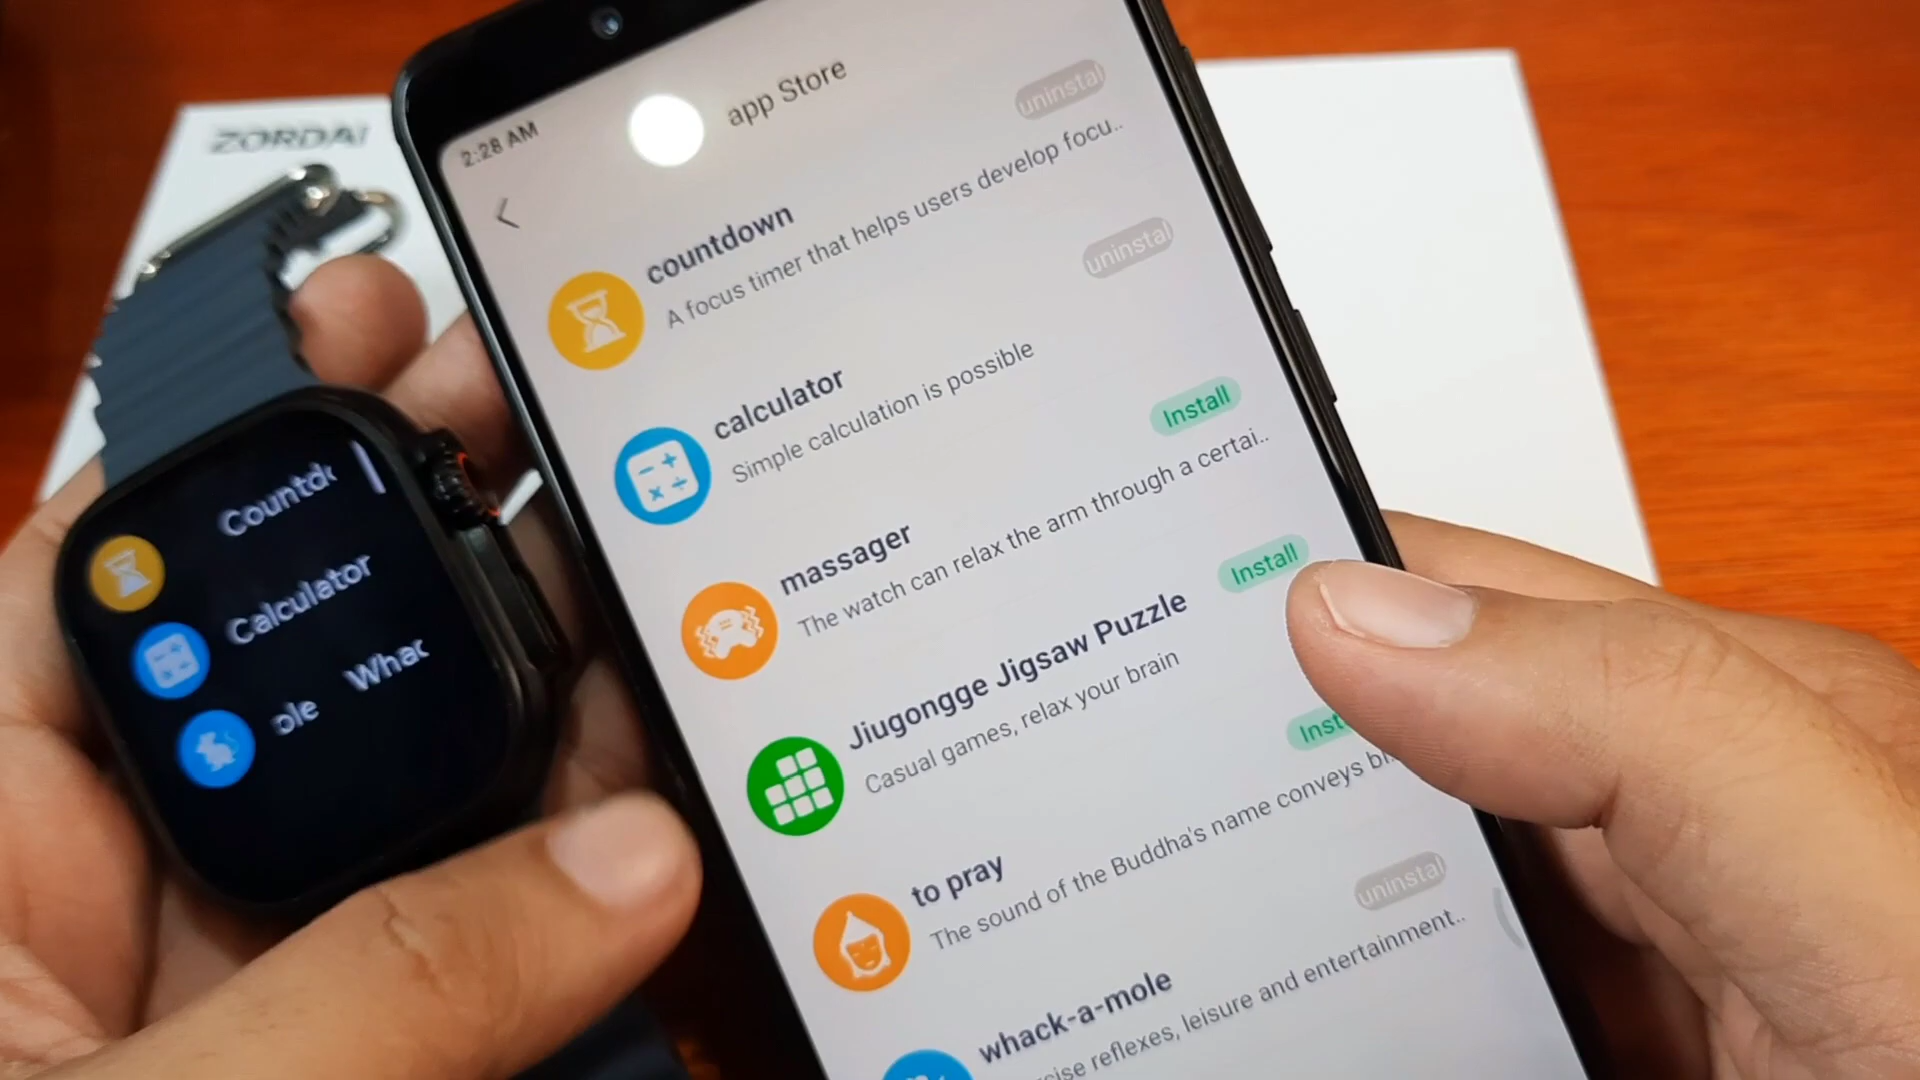 ZORDAI
2:28 AM
app Store
countdown
uninstal
A focus timer that helps users develop focu..
calculator
uninstal
Simple calculation is possible
massager
Install
The watch can relax the arm through a certai..
Jiugongge Jigsaw Puzzle
Install
Casual games, relax your brain
to pray
The sound of the Buddha's name conveys
whack-a-mole
uninstal
reflexes, leisure and entertainment..
Calculator
ole Whac